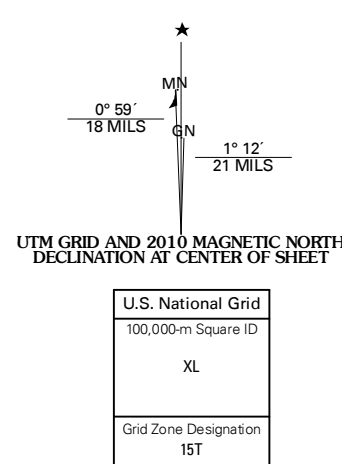 MN
0° 59´
18 MILS
GN
1° 12´
21 MILS
UTM GRID AND 2010 MAGNETIC NORTH
DECLINATION AT CENTER OF SHEET
U.S. National Grid
100,000-m Square ID
XL
Grid Zone Designation
15T